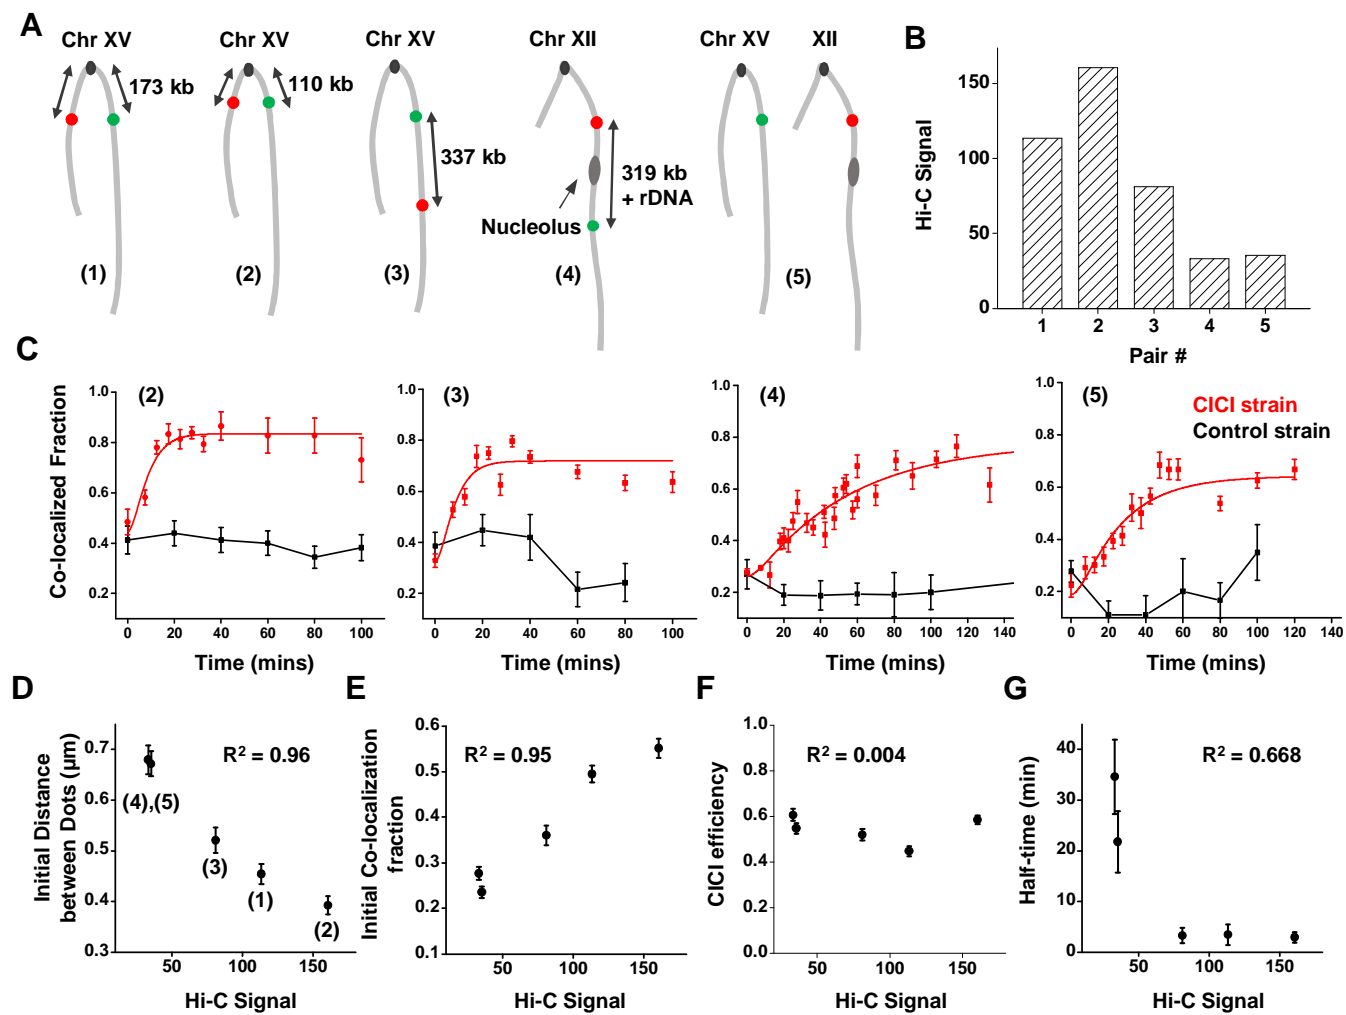 A
Chr XV
Chr XV
Chr XV
Chr XII
Chr XV
XII
173 kb
110 kb
337 kb
319 kb
+ rDNA
Nucleolus
(1)
(2)
(3)
(4)
(5)
B
Hi-C Signal
150
100
50
0
1 2 3 4 5
Pair #
C
Co-localized Fraction
(2)
1.0
0.8
0.6
0.4
0.2
0 20 40 60 80 100
Time (mins)
(3)
1.0
0.8
0.6
0.4
0.2
0 20 40 60 80 100
Time (mins)
(4)
1.0
0.8
0.6
0.4
0.2
0 20 40 60 80 100 120 140
Time (mins)
(5)
CICI strain
Control strain
1.0
0.8
0.6
0.4
0.2
0 20 40 60 80 100 120 140
Time (mins)
D
Initial Distance
between Dots (μm)
R² = 0.96
0.7
0.6
0.5
0.4
0.3
(4),(5)
(3)
(1)
(2)
50 100 150
Hi-C Signal
E
Initial Co-localization
fraction
R² = 0.95
0.6
0.5
0.4
0.3
0.2
0.1
50 100 150
Hi-C Signal
F
CICI efficiency
R² = 0.004
1.0
0.8
0.6
0.4
0.2
0.0
50 100 150
Hi-C Signal
G
Half-time (min)
R² = 0.668
40
30
20
10
0
50 100 150
Hi-C Signal